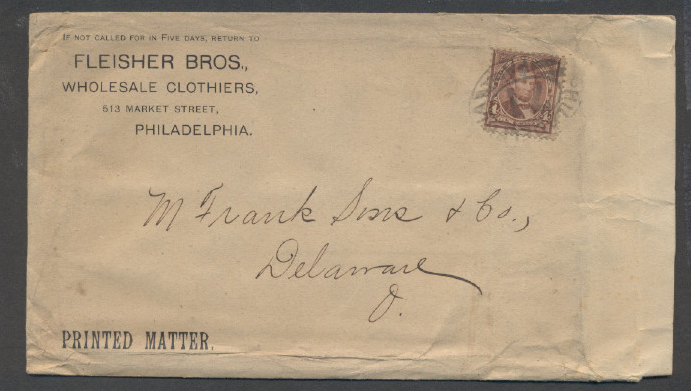 IF NOT CALLED FOR IN FIVE DAYS, RETURN TO
FLEISHER BROS.,
WHOLESALE CLOTHIERS,
513 MARKET STREET,
PHILADELPHIA.
M Frank Sons & Co.,
Delaware
O.
PRINTED MATTER.